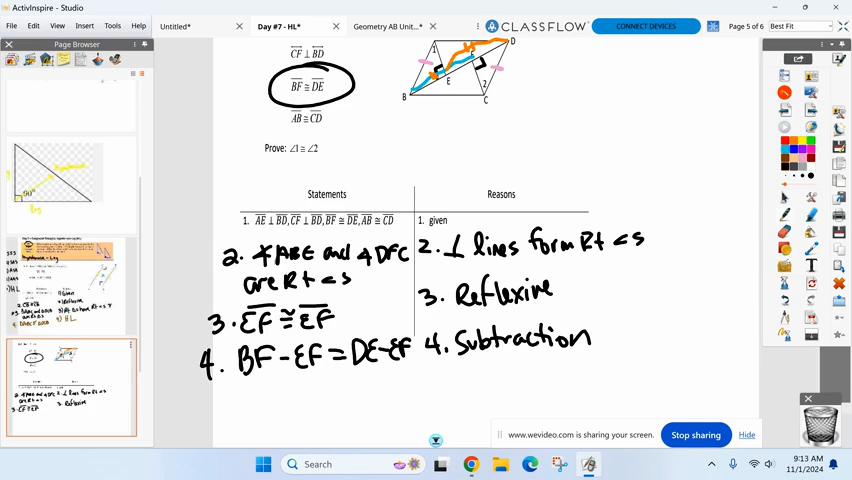 ActivInspire - Studio
File Edit View Insert Tools Help
Untitled*
Day #7 - HL*
Geometry AB Unit...*
CLASSFLOW
CONNECT DEVICES
Page 5 of 6
Best Fit
Page Browser
CF ⊥ BD
BF ≅ DE
AB ≅ CD
1
D
E
2
B
C
Prove: ∠1 ≅ ∠2
Statements
Reasons
1. AE ⊥ BD, CF ⊥ BD, BF ≅ DE, AB ≅ CD
1. given
2. ∡ ABE and ∡ DFC
are Rt <s
2. ⊥ lines form Rt <s
3. EF ≅ EF
3. Reflexive
4. BF - EF = DE - EF
4. Subtraction
90°
www.wevideo.com is sharing your screen.
Stop sharing
Hide
Search
9:13 AM
11/1/2024